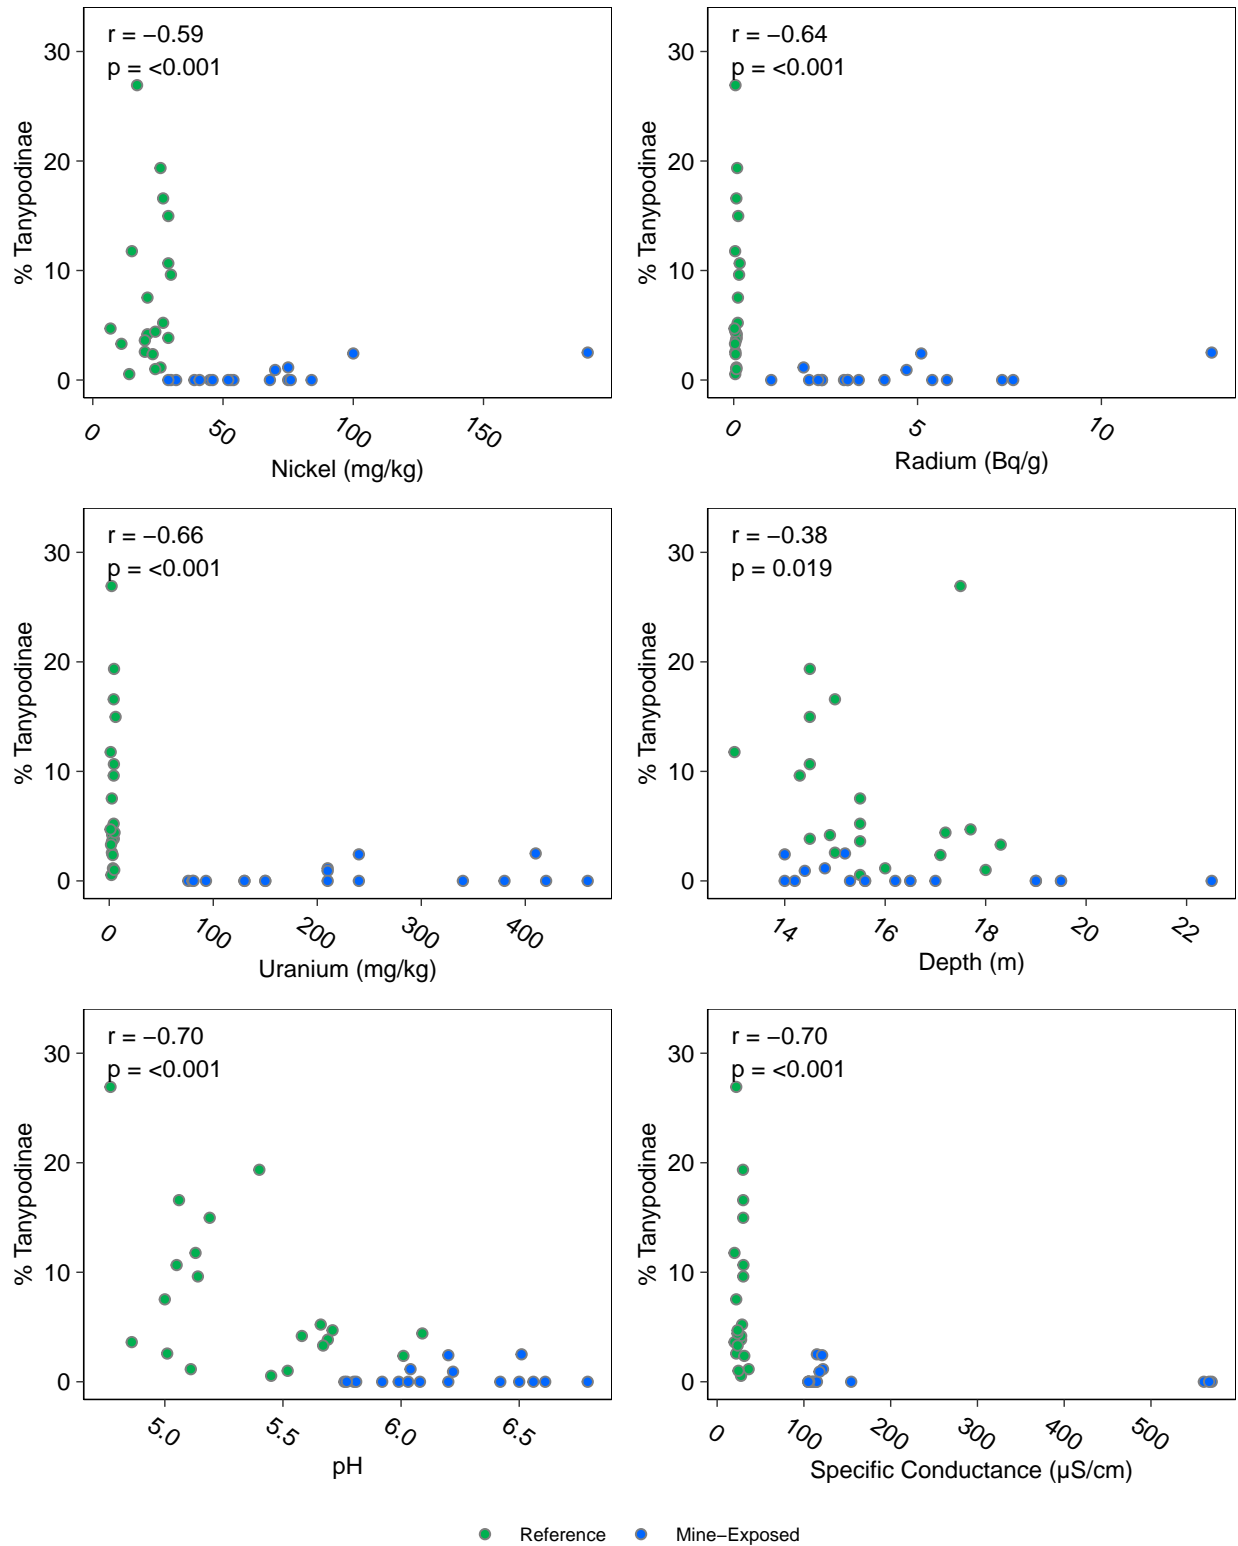 r = −0.59
p = <0.001
30
20
10
0
% Tanypodinae
0
50
100
150
Nickel (mg/kg)
r = −0.64
p = <0.001
30
20
10
0
% Tanypodinae
0
5
10
Radium (Bq/g)
r = −0.66
p = <0.001
30
20
10
0
% Tanypodinae
0
100
200
300
400
Uranium (mg/kg)
r = −0.38
p = 0.019
30
20
10
0
% Tanypodinae
14
16
18
20
22
Depth (m)
r = −0.70
p = <0.001
30
20
10
0
% Tanypodinae
5.0
5.5
6.0
6.5
pH
r = −0.70
p = <0.001
30
20
10
0
% Tanypodinae
0
100
200
300
400
500
Specific Conductance (µS/cm)
Reference
Mine−Exposed